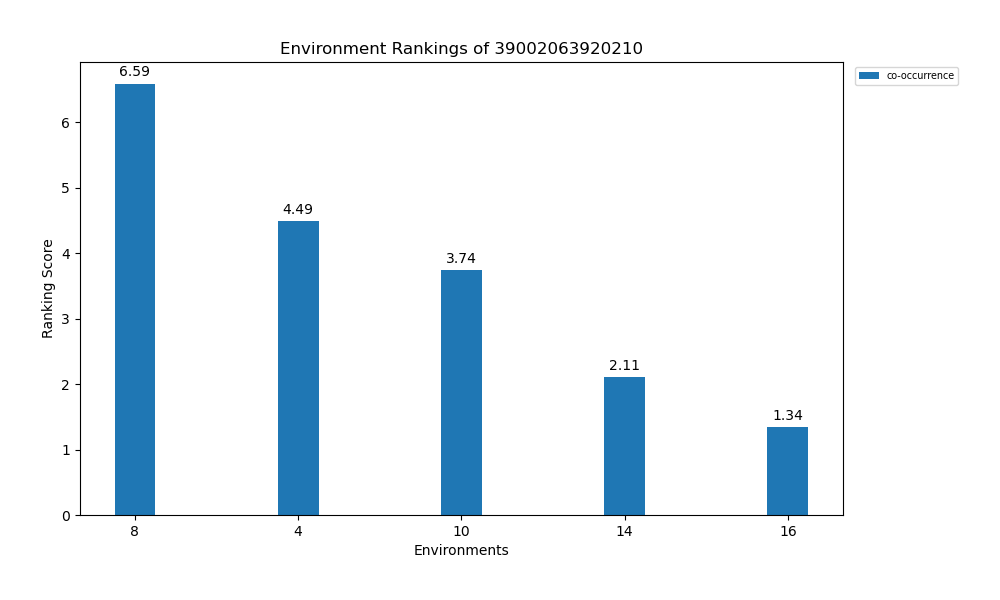 Environment Rankings of 39002063920210
co-occurrence
Ranking Score
6
5
4
3
2
1
0
6.59
4.49
3.74
2.11
1.34
8 4 10 14 16
Environments